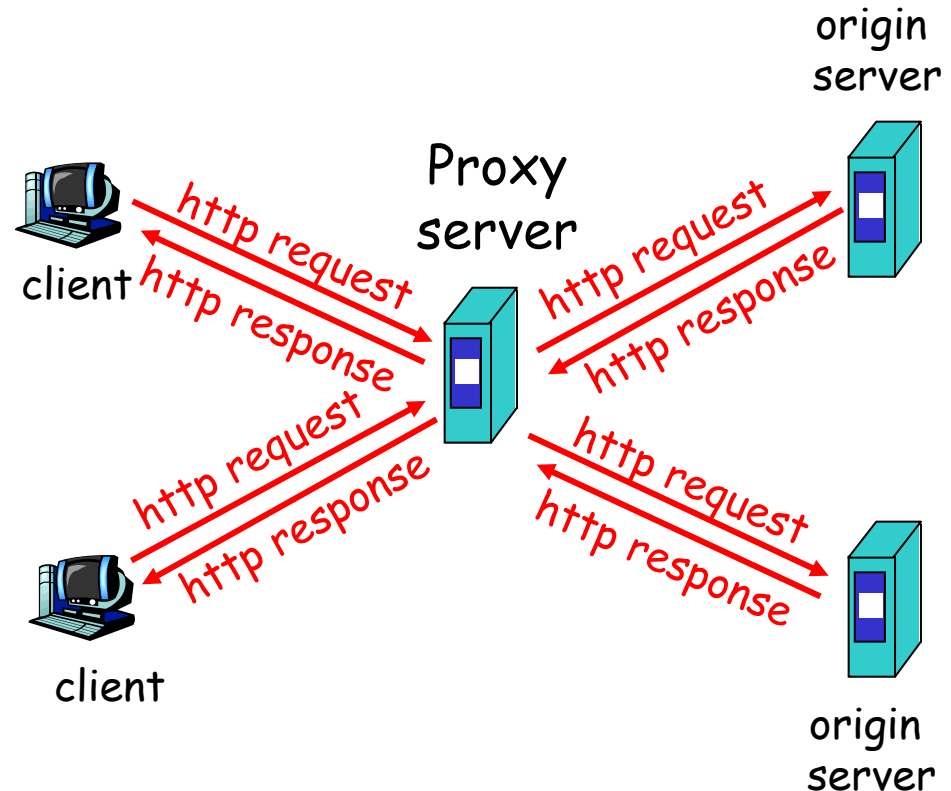 origin
server
Proxy
server
http request
http request
client
http response
http response
http request
http request
http response
http response
client
origin
server